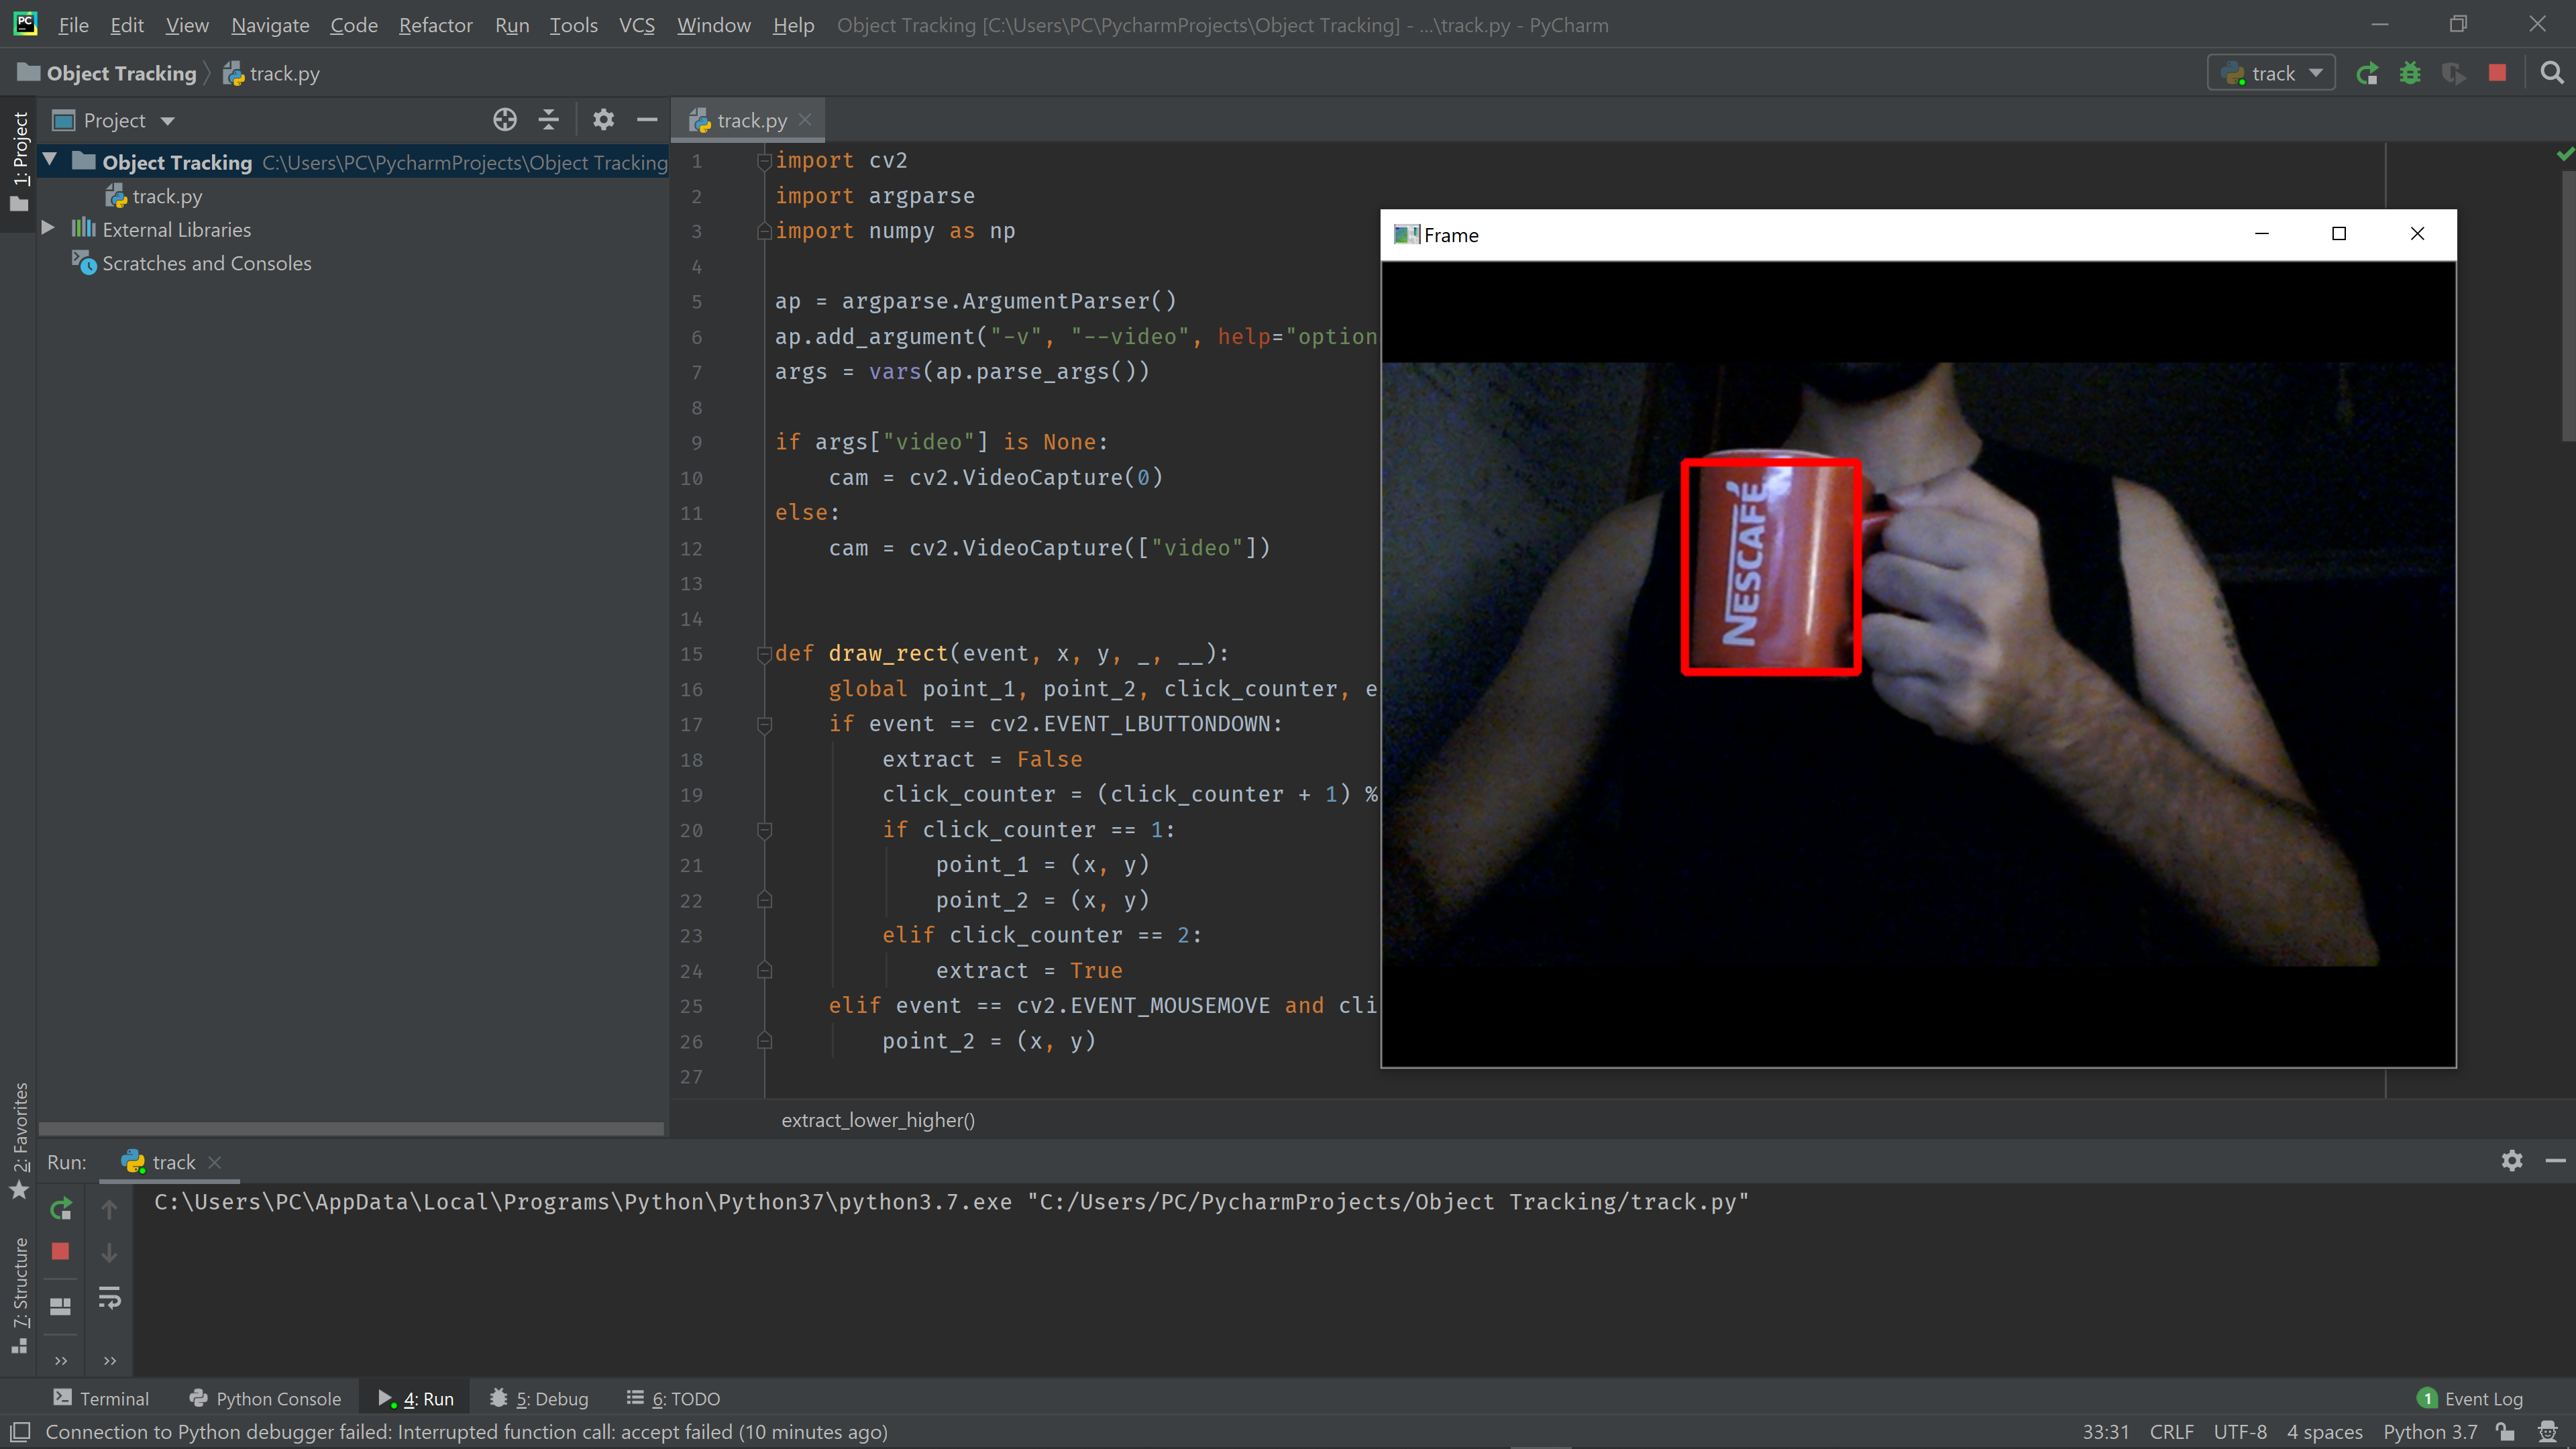 File Edit View Navigate Code Refactor Run Tools VCS Window Help Object Tracking [C:\Users\PC\PycharmProjects\Object Tracking] - ...\track.py - PyCharm
Object Tracking track.py track
1: Project
Project
track.py
Object Tracking C:\Users\PC\PycharmProjects\Object Tracking
track.py
External Libraries
Scratches and Consoles
1 import cv2
2 import argparse
3 import numpy as np
4
5 ap = argparse.ArgumentParser()
6 ap.add_argument("-v", "--video", help="option
7 args = vars(ap.parse_args())
8
9 if args["video"] is None:
10 cam = cv2.VideoCapture(0)
11 else:
12 cam = cv2.VideoCapture(["video"])
13
14
15 def draw_rect(event, x, y, _, __):
16 global point_1, point_2, click_counter, e
17 if event == cv2.EVENT_LBUTTONDOWN:
18 extract = False
19 click_counter = (click_counter + 1) %
20 if click_counter == 1:
21 point_1 = (x, y)
22 point_2 = (x, y)
23 elif click_counter == 2:
24 extract = True
25 elif event == cv2.EVENT_MOUSEMOVE and cli
26 point_2 = (x, y)
27
extract_lower_higher()
Frame
NESCAFÉ
2: Favorites
7: Structure
Run: track
C:\Users\PC\AppData\Local\Programs\Python\Python37\python3.7.exe "C:/Users/PC/PycharmProjects/Object Tracking/track.py"
Terminal Python Console 4: Run 5: Debug 6: TODO 1 Event Log
Connection to Python debugger failed: Interrupted function call: accept failed (10 minutes ago) 33:31 CRLF UTF-8 4 spaces Python 3.7